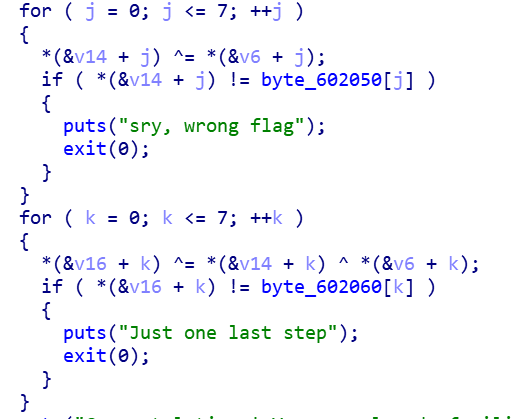 for ( j = 0; j <= 7; ++j )
{
*(&v14 + j) ^= *(&v6 + j);
if ( *(&v14 + j) != byte_602050[j] )
{
puts("sry, wrong flag");
exit(0);
}
}
for ( k = 0; k <= 7; ++k )
{
*(&v16 + k) ^= *(&v14 + k) ^ *(&v6 + k);
if ( *(&v16 + k) != byte_602060[k] )
{
puts("Just one last step");
exit(0);
}
}